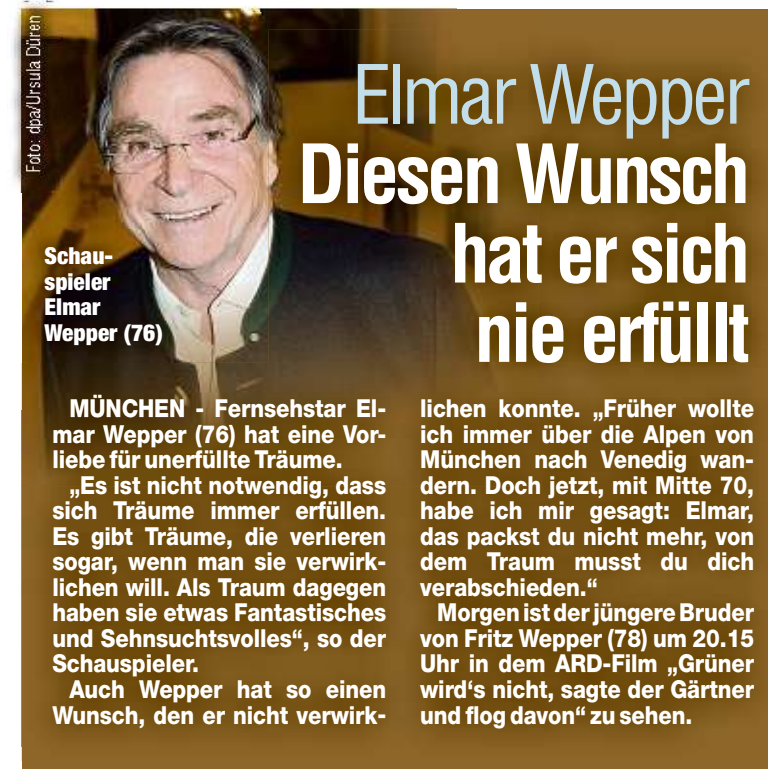 Foto: dpa/Ursula Düren
Elmar Wepper
Diesen Wunsch
hat er sich
nie erfüllt
Schau-
spieler
Elmar
Wepper (76)
MÜNCHEN - Fernsehstar El-
mar Wepper (76) hat eine Vor-
liebe für unerfüllte Träume.
„Es ist nicht notwendig, dass
sich Träume immer erfüllen.
Es gibt Träume, die verlieren
sogar, wenn man sie verwirk-
lichen will. Als Traum dagegen
haben sie etwas Fantastisches
und Sehnsuchtsvolles“, so der
Schauspieler.
Auch Wepper hat so einen
Wunsch, den er nicht verwirk-
lichen konnte. „Früher wollte
ich immer über die Alpen von
München nach Venedig wan-
dern. Doch jetzt, mit Mitte 70,
habe ich mir gesagt: Elmar,
das packst du nicht mehr, von
dem Traum musst du dich
verabschieden.“
Morgen ist der jüngere Bruder
von Fritz Wepper (78) um 20.15
Uhr in dem ARD-Film „Grüner
wird‘s nicht, sagte der Gärtner
und flog davon“ zu sehen.